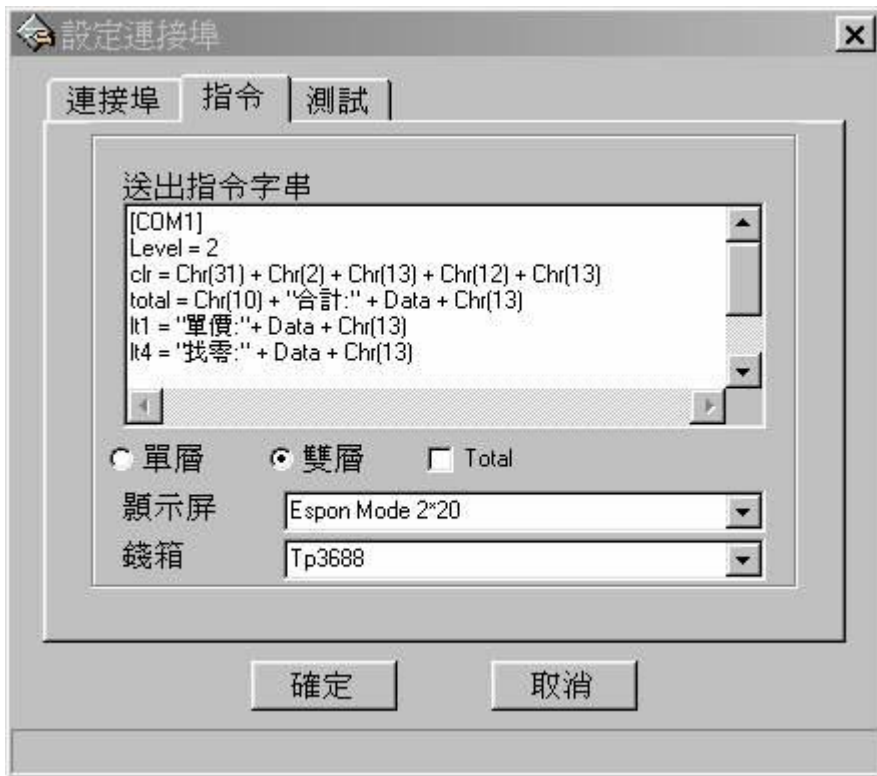 設定連接埠
連接埠 指令 測試
送出指令字串
[COM1]
Level = 2
clr = Chr(31) + Chr(2) + Chr(13) + Chr(12) + Chr(13)
total = Chr(10) + "合計:" + Data + Chr(13)
lt1 = "單價:"+ Data + Chr(13)
lt4 = "找零:" + Data + Chr(13)
單層 雙層 Total
顯示屏 Espon Mode 2*20
錢箱 Tp3688
確定 取消